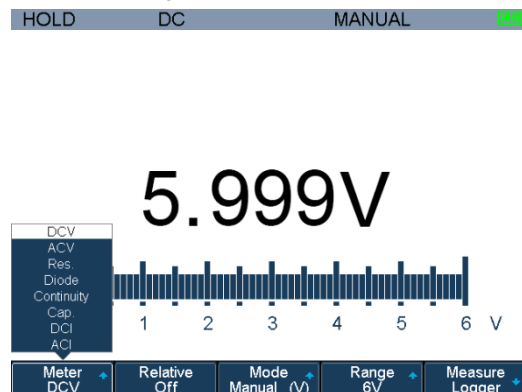 HOLD DC MANUAL
5.999V
DCV
ACV
Res.
Diode
Continuity
Cap.
DCI
ACI
1 2 3 4 5 6 V
Meter Relative Mode Range Measure
DCV Off Manual (V) 6V Logger